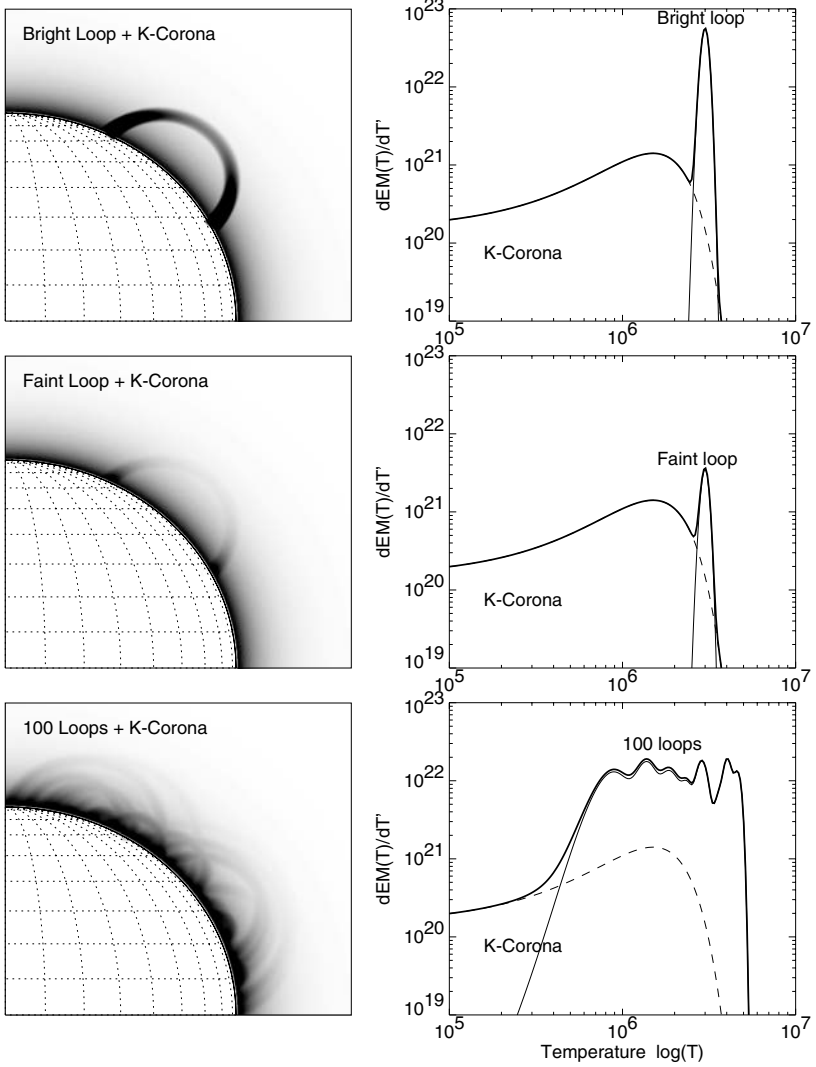 Bright Loop + K-Corona
10^23
10^22
10^21
10^20
10^19
dEM(T)/dT'
Bright loop
K-Corona
10^5
10^6
10^7
Faint Loop + K-Corona
10^23
10^22
10^21
10^20
10^19
dEM(T)/dT'
Faint loop
K-Corona
10^5
10^6
10^7
100 Loops + K-Corona
10^23
10^22
10^21
10^20
10^19
dEM(T)/dT'
100 loops
K-Corona
10^5
10^6
10^7
Temperature log(T)